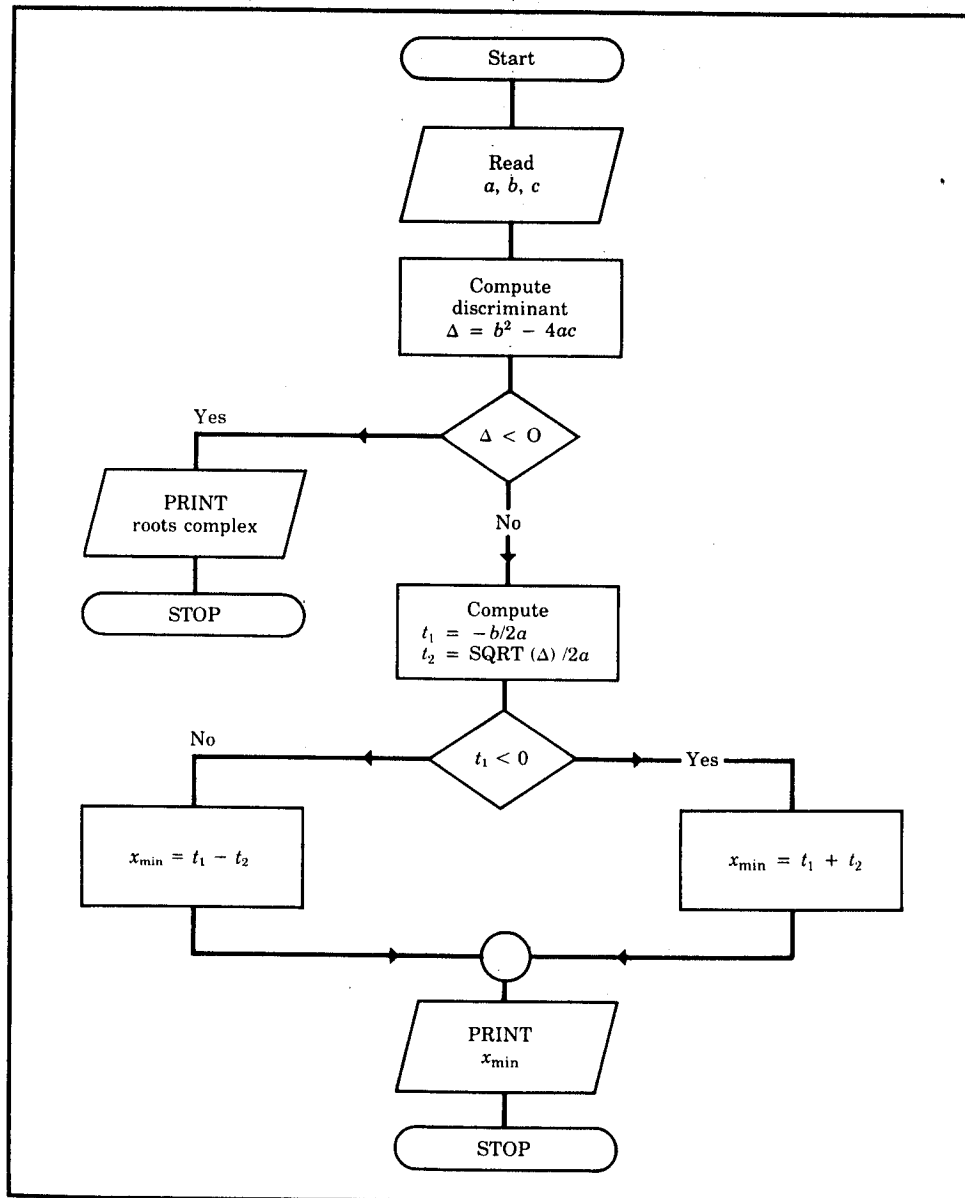 Start
Read
a, b, c
Compute
discriminant
Δ = b² − 4ac
Δ < O
Yes
PRINT
roots complex
STOP
No
Compute
t₁ = −b/2a
t₂ = SQRT (Δ) /2a
t₁ < 0
No
Yes
x_min = t₁ − t₂
x_min = t₁ + t₂
PRINT
x_min
STOP